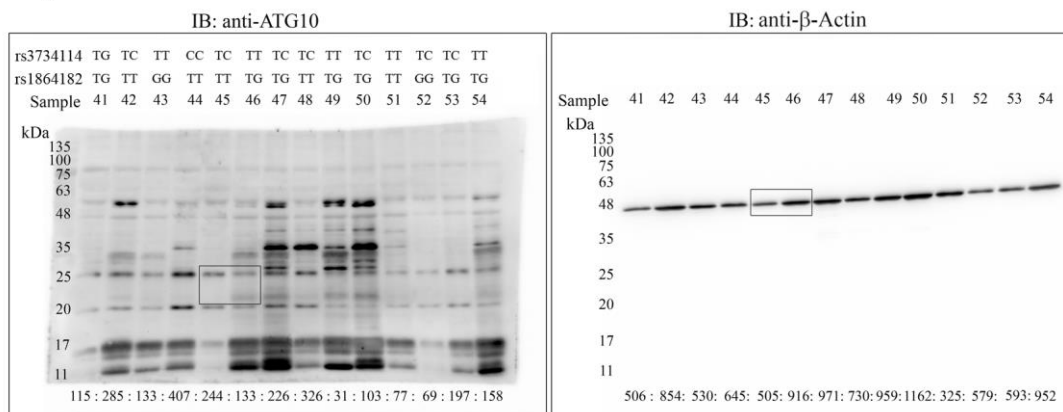 IB: anti-ATG10
rs3734114 TG TC TT CC TC TT TC TC TT TC TT TC TC TT
rs1864182 TG TT GG TT TT TG TG TT TG TG TT GG TG TG
Sample 41 42 43 44 45 46 47 48 49 50 51 52 53 54
kDa
135
100
75
63
48
35
25
20
17
11
115 : 285 : 133 : 407 : 244 : 133 : 226 : 326 : 31 : 103 : 77 : 69 : 197 : 158
IB: anti-β-Actin
Sample 41 42 43 44 45 46 47 48 49 50 51 52 53 54
kDa
135
100
75
63
48
35
25
20
17
11
506 : 854: 530: 645: 505: 916: 971: 730: 959: 1162: 325: 579: 593: 952